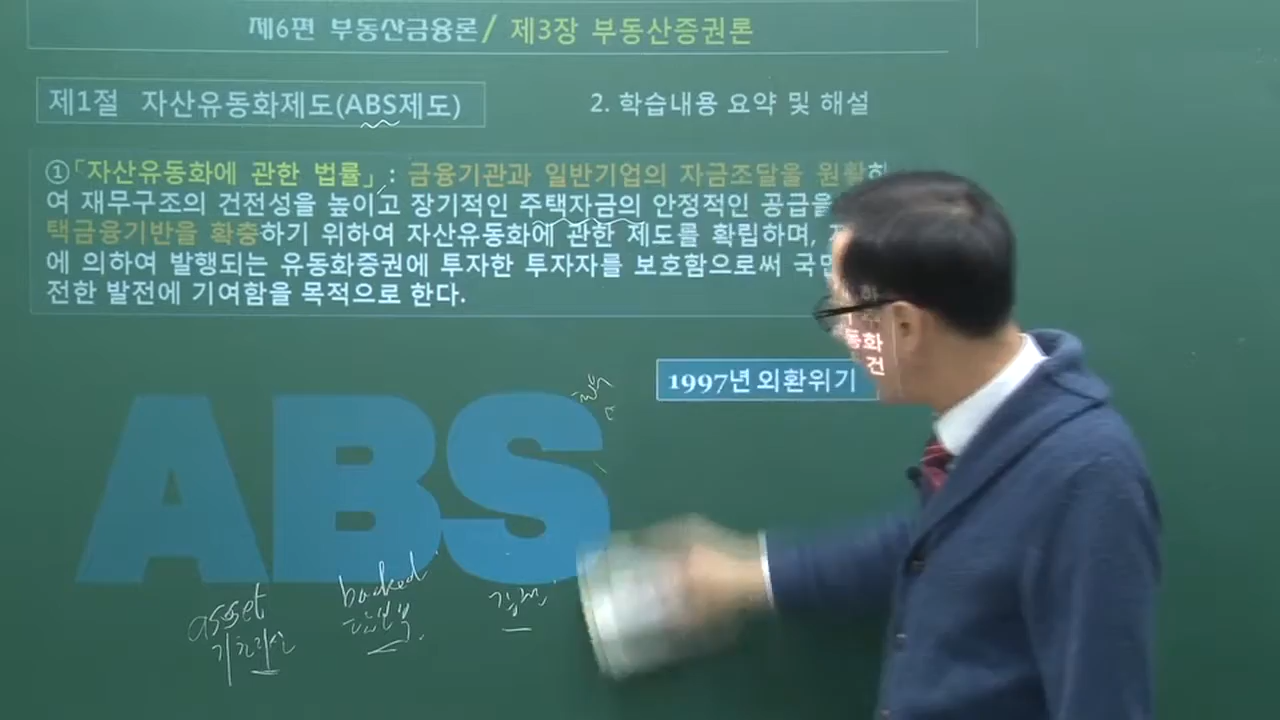 제6편 부동산금융론/ 제3장 부동산증권론
제1절 자산유동화제도(ABS제도)
2. 학습내용 요약 및 해설
①「자산유동화에 관한 법률」: 금융기관과 일반기업의 자금조달을 원활하
여 재무구조의 건전성을 높이고 장기적인 주택자금의 안정적인 공급을
택금융기반을 확충하기 위하여 자산유동화에 관한 제도를 확립하며,
에 의하여 발행되는 유동화증권에 투자한 투자자를 보호함으로써 국민
전한 발전에 기여함을 목적으로 한다.
동화
건
1997년 외환위기
ABS
asset
backed
기초자산